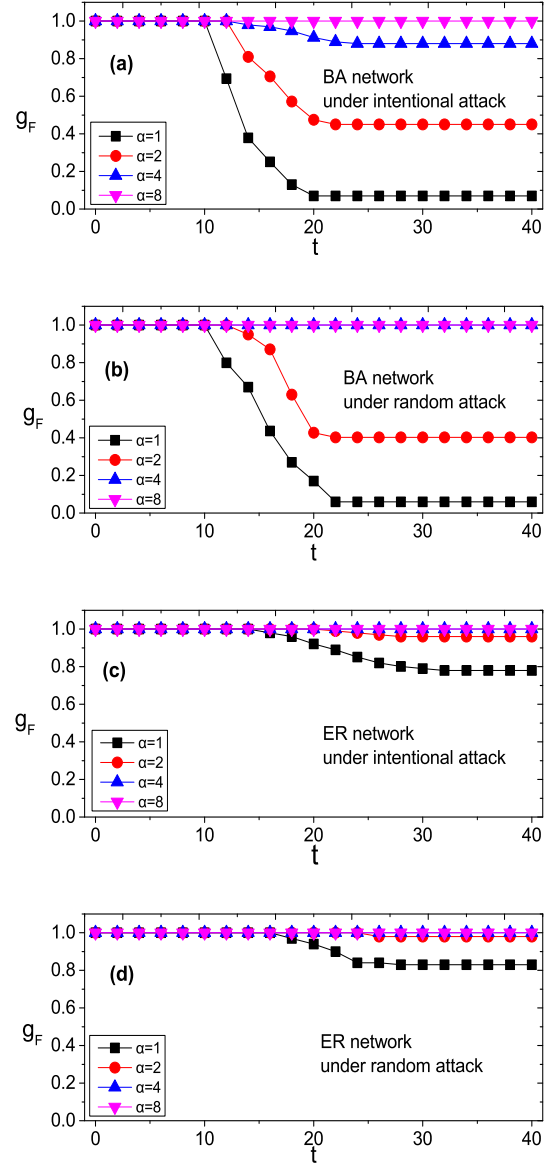 1.0
0.8
0.6
0.4
0.2
0.0
g_F
(a)
BA network
under intentional attack
α=1
α=2
α=4
α=8
0 10 20 30 40
t
1.0
0.8
0.6
0.4
0.2
0.0
g_F
(b)
BA network
under random attack
α=1
α=2
α=4
α=8
0 10 20 30 40
t
1.0
0.8
0.6
0.4
0.2
0.0
g_F
(c)
ER network
under intentional attack
α=1
α=2
α=4
α=8
0 10 20 30 40
t
1.0
0.8
0.6
0.4
0.2
0.0
g_F
(d)
ER network
under random attack
α=1
α=2
α=4
α=8
0 10 20 30 40
t